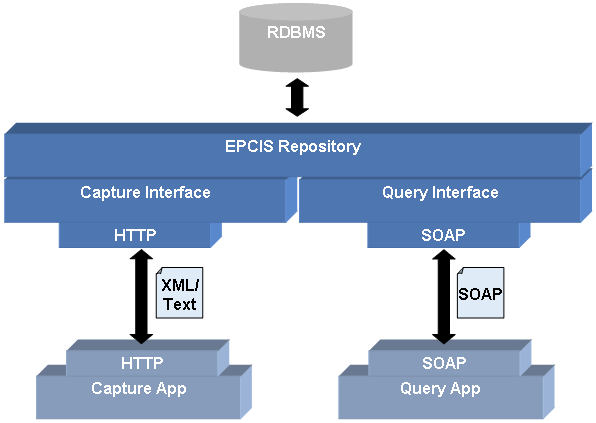 RDBMS
EPCIS Repository
Capture Interface
Query Interface
HTTP
SOAP
XML/
Text
SOAP
HTTP
SOAP
Capture App
Query App